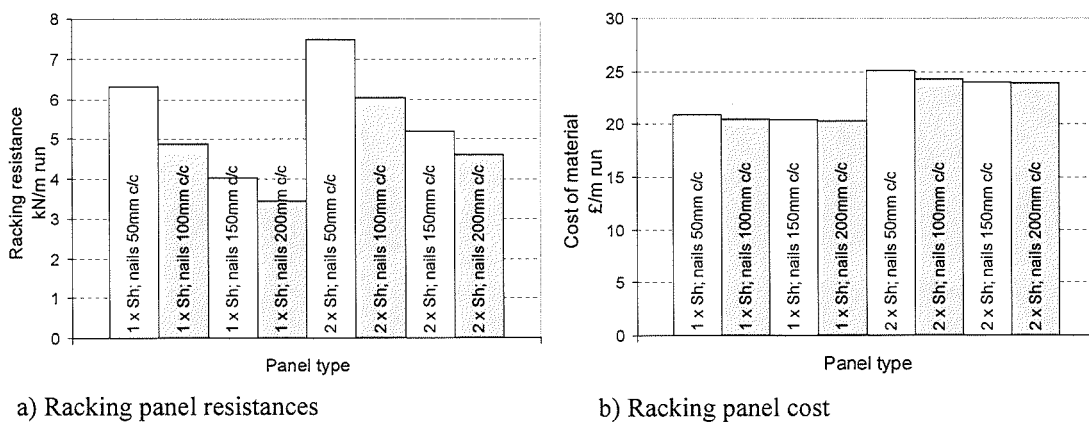 8
7
6
5
4
3
2
1
0
Racking resistance
kN/m run
1 x Sh; nails 50mm c/c
1 x Sh; nails 100mm c/c
1 x Sh; nails 150mm c/c
1 x Sh; nails 200mm c/c
2 x Sh; nails 50mm c/c
2 x Sh; nails 100mm c/c
2 x Sh; nails 150mm c/c
2 x Sh; nails 200mm c/c
Panel type
a) Racking panel resistances
30
25
20
15
10
5
0
Cost of material
£/m run
1 x Sh; nails 50mm c/c
1 x Sh; nails 100mm c/c
1 x Sh; nails 150mm c/c
1 x Sh; nails 200mm c/c
2 x Sh; nails 50mm c/c
2 x Sh; nails 100mm c/c
2 x Sh; nails 150mm c/c
2 x Sh; nails 200mm c/c
Panel type
b) Racking panel cost